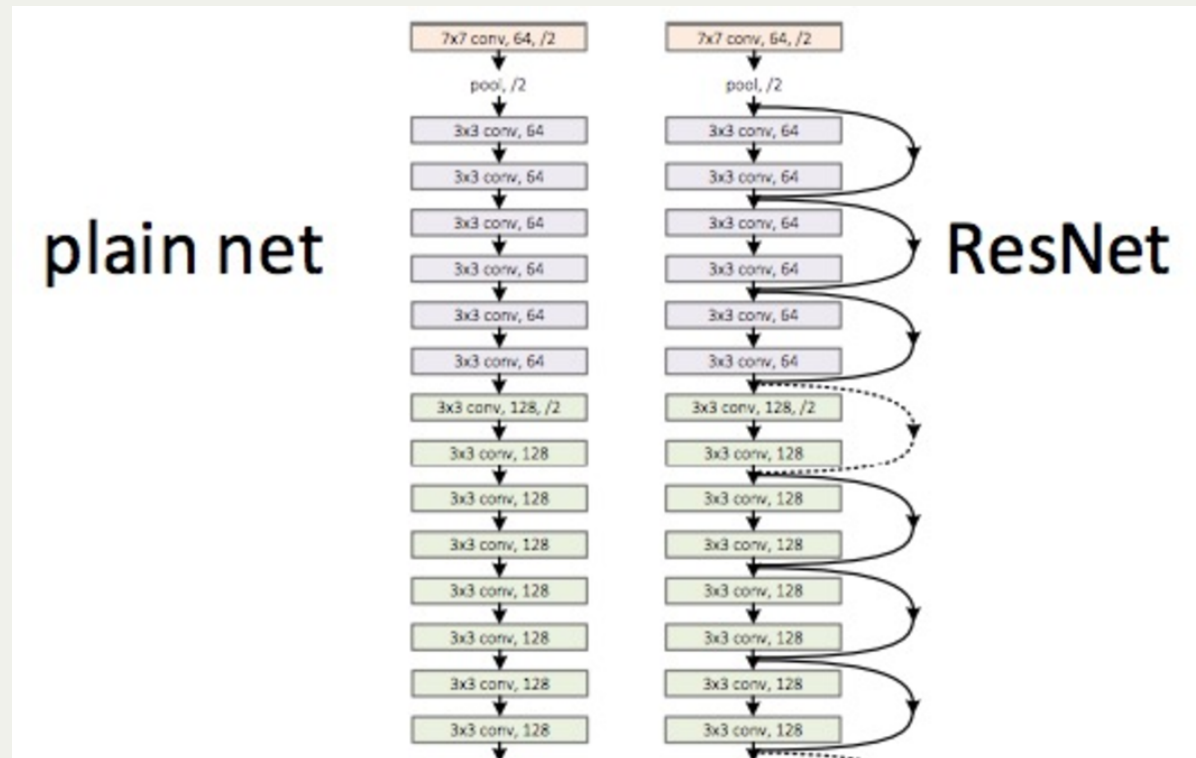 7x7 conv, 64, /2
7x7 conv, 64, /2
pool, /2
pool, /2
3x3 conv, 64
3x3 conv, 64
3x3 conv, 64
3x3 conv, 64
3x3 conv, 64
3x3 conv, 64
plain net
ResNet
3x3 conv, 64
3x3 conv, 64
3x3 conv, 64
3x3 conv, 64
3x3 conv, 64
3x3 conv, 64
3x3 conv, 128, /2
3x3 conv, 128, /2
3x3 conv, 128
3x3 conv, 128
3x3 conv, 128
3x3 conv, 128
3x3 conv, 128
3x3 conv, 128
3x3 conv, 128
3x3 conv, 128
3x3 conv, 128
3x3 conv, 128
3x3 conv, 128
3x3 conv, 128
3x3 conv, 128
3x3 conv, 128